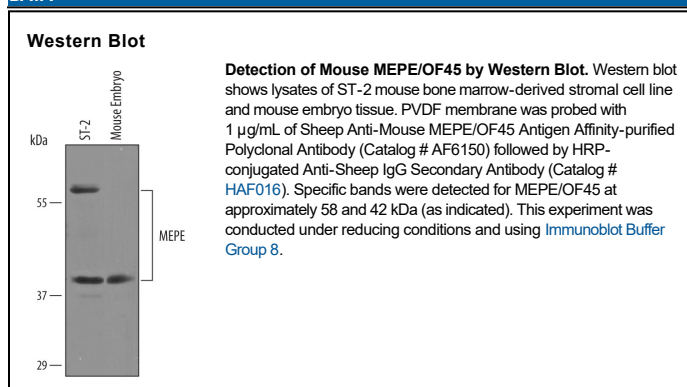 Western Blot
kDa
ST-2
Mouse Embryo
55
37
29
MEPE
Detection of Mouse MEPE/OF45 by Western Blot. Western blot
shows lysates of ST-2 mouse bone marrow-derived stromal cell line
and mouse embryo tissue. PVDF membrane was probed with
1 µg/mL of Sheep Anti-Mouse MEPE/OF45 Antigen Affinity-purified
Polyclonal Antibody (Catalog # AF6150) followed by HRP-
conjugated Anti-Sheep IgG Secondary Antibody (Catalog #
HAF016). Specific bands were detected for MEPE/OF45 at
approximately 58 and 42 kDa (as indicated). This experiment was
conducted under reducing conditions and using Immunoblot Buffer
Group 8.